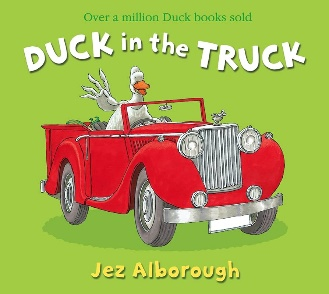 Over a million Duck books sold
DUCK in the TRUCK
Jez Alborough